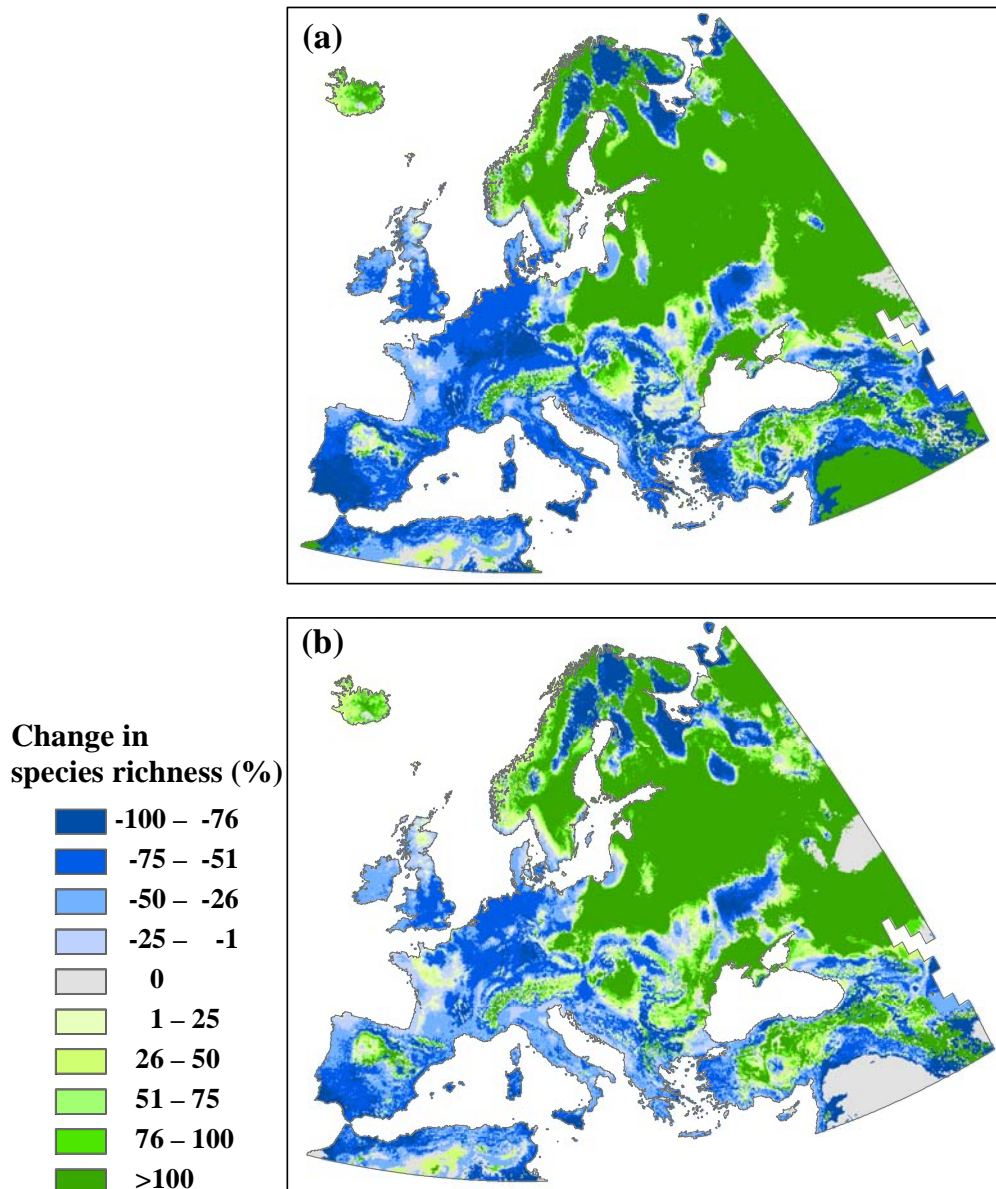 (a)
(b)
Change in
species richness (%)
-100 – -76
-75 – -51
-50 – -26
-25 – -1
0
1 – 25
26 – 50
51 – 75
76 – 100
>100